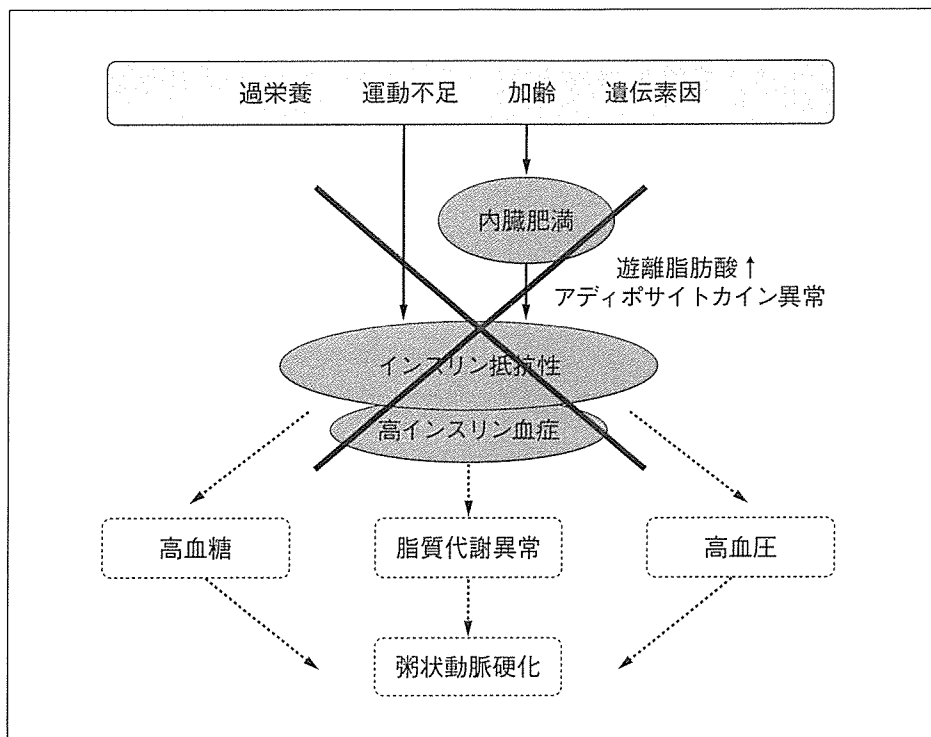 過栄養 運動不足 加齢 遺伝素因
内臓肥満
遊離脂肪酸↑
アディポサイトカイン異常
インスリン抵抗性
高インスリン血症
高血糖 脂質代謝異常 高血圧
粥状動脈硬化